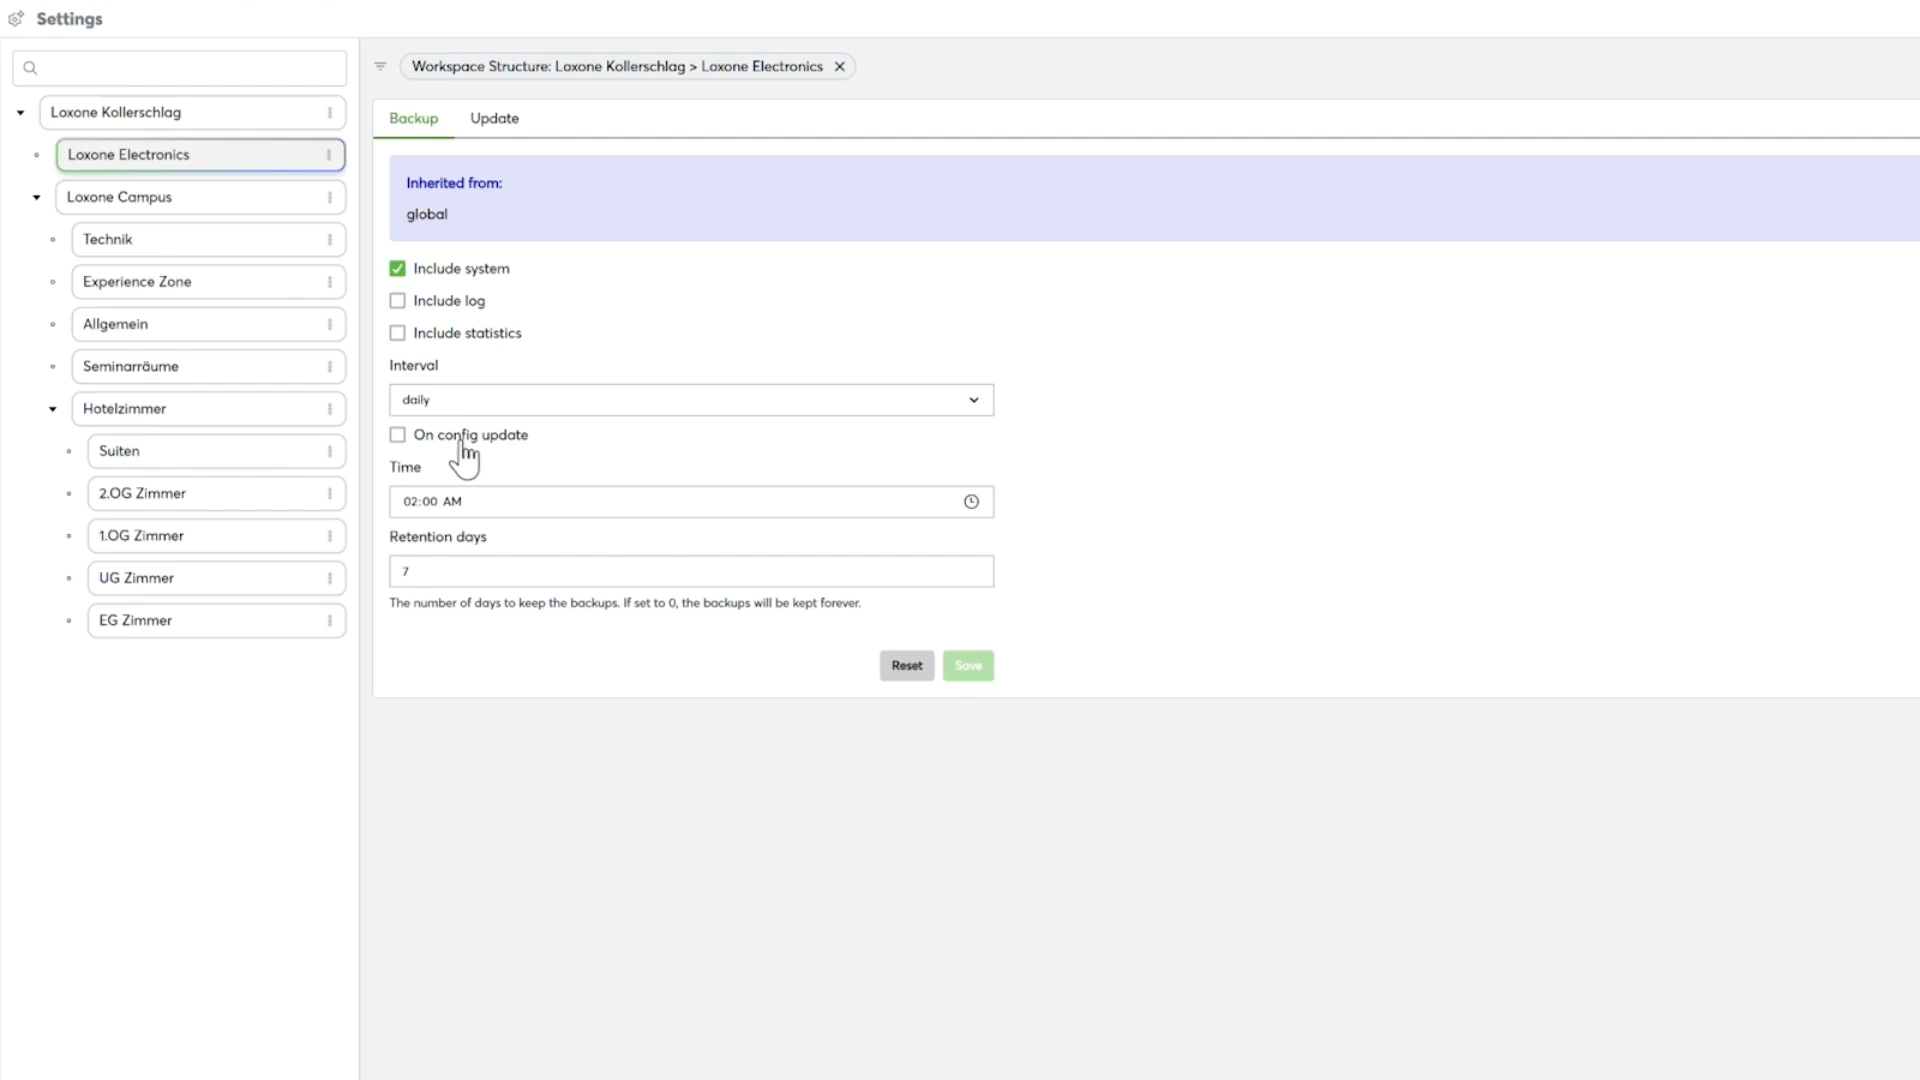 Settings
Loxone Kollerschlag
Loxone Electronics
Loxone Campus
Technik
Experience Zone
Allgemein
Seminarräume
Hotelzimmer
Suiten
2.OG Zimmer
1.OG Zimmer
UG Zimmer
EG Zimmer
Workspace Structure: Loxone Kollerschlag > Loxone Electronics
Backup Update
Inherited from:
global
Include system
Include log
Include statistics
Interval
daily
On config update
Time
02:00 AM
Retention days
7
The number of days to keep the backups. If set to 0, the backups will be kept forever.
Reset Save